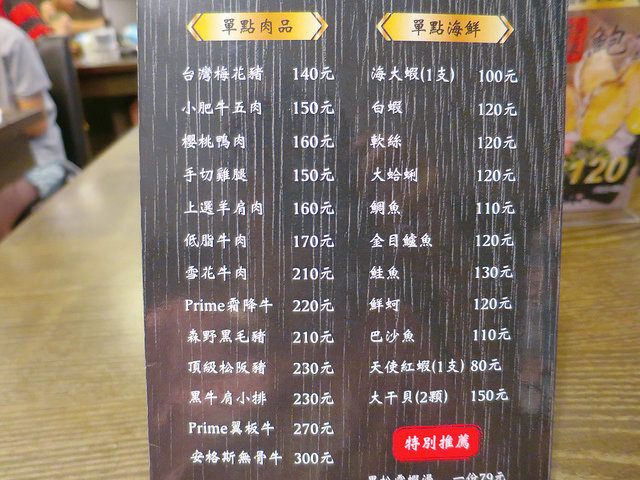 單點肉品
台灣梅花豬 140元
小肥牛五肉 150元
櫻桃鴨肉 160元
手切雞腿 150元
上選羊肩肉 160元
低脂牛肉 170元
雪花牛肉 210元
Prime霜降牛 220元
森野黑毛豬 210元
頂級松阪豬 230元
黑牛肩小排 230元
Prime翼板牛 270元
安格斯無骨牛 300元
單點海鮮
海大蝦(1支) 100元
白蝦 120元
軟絲 120元
大蛤蜊 120元
鯛魚 110元
金目鱸魚 120元
鮭魚 130元
鮮蚵 120元
巴沙魚 110元
天使紅蝦(1支) 80元
大干貝(2顆) 150元
特別推薦
一份79元
鮑
120